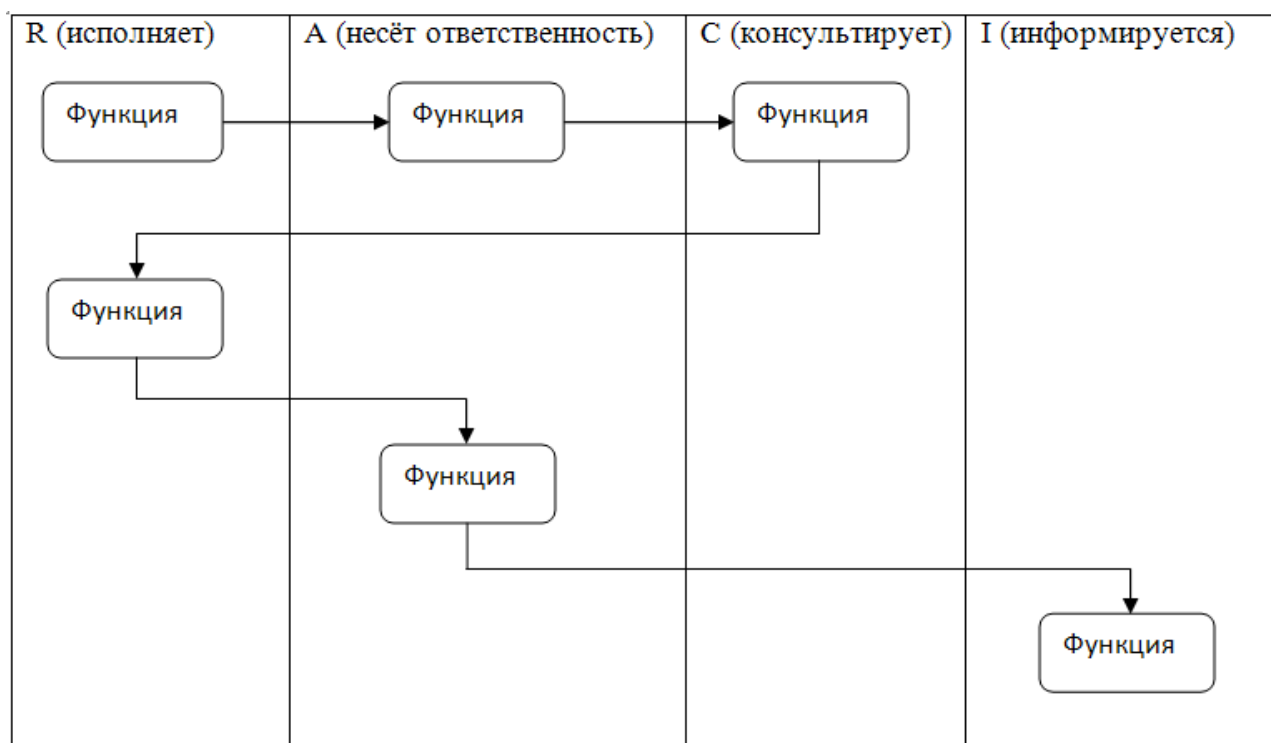 R (исполняет)
А (несёт ответственность)
С (консультирует)
I (информируется)
Функция
Функция
Функция
Функция
Функция
Функция